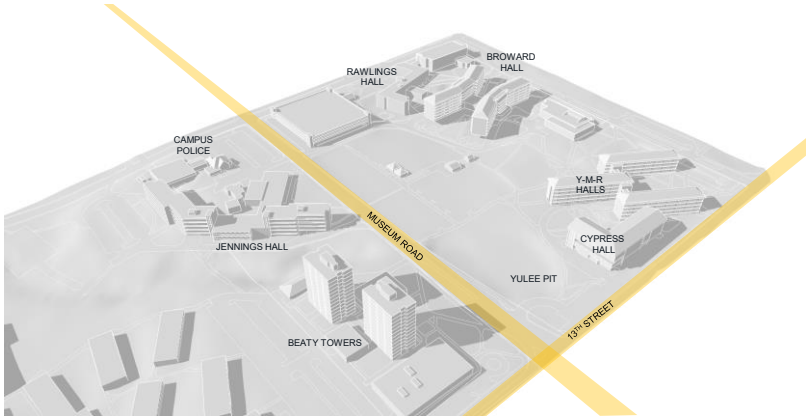 BROWARD
HALL
RAWLINGS
HALL
CAMPUS
POLICE
Y-M-R
HALLS
MUSEUM ROAD
CYPRESS
HALL
JENNINGS HALL
YULEE PIT
13TH STREET
BEATY TOWERS